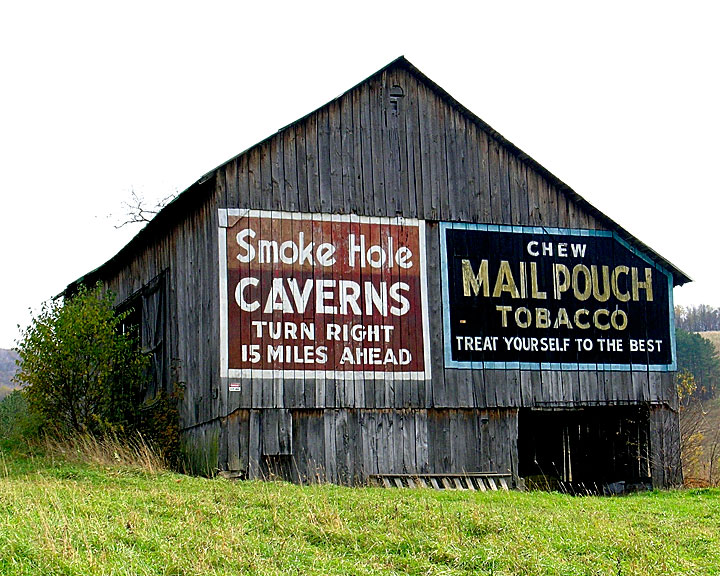 Smoke Hole
CAVERNS
TURN RIGHT
15 MILES AHEAD
CHEW
MAIL POUCH
TOBACCO
TREAT YOURSELF TO THE BEST